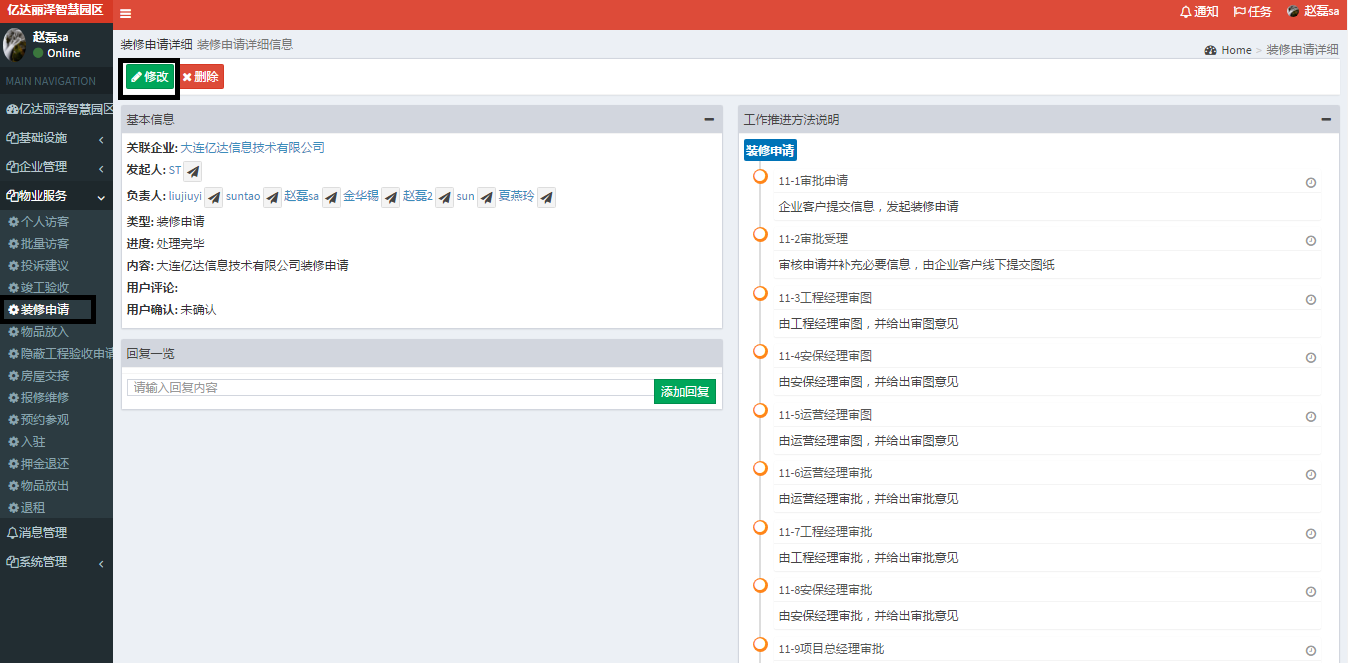 亿达丽泽智慧园区
通知 任务 赵磊sa
赵磊sa
Online
MAIN NAVIGATION
亿达丽泽智慧园区
基础设施
企业管理
物业服务
个人访客
批量访客
投诉建议
竣工验收
装修申请
物品放入
隐蔽工程验收申请
房屋交接
报修维修
预约参观
入驻
押金退还
物品放出
退租
消息管理
系统管理
装修申请详细 装修申请详细信息
Home > 装修申请详细
修改 删除
基本信息
关联企业: 大连亿达信息技术有限公司
发起人: ST
负责人: liujiuyi suntao 赵磊sa 金华锡 赵磊2 sun 夏燕玲
类型: 装修申请
进度: 处理完毕
内容: 大连亿达信息技术有限公司装修申请
用户评论:
用户确认: 未确认
回复一览
请输入回复内容 添加回复
工作推进方法说明
装修申请
11-1审批申请
企业客户提交信息，发起装修申请
11-2审批受理
审核申请并补充必要信息，由企业客户线下提交图纸
11-3工程经理审图
由工程经理审图，并给出审图意见
11-4安保经理审图
由安保经理审图，并给出审图意见
11-5运营经理审图
由运营经理审图，并给出审图意见
11-6运营经理审批
由运营经理审批，并给出审批意见
11-7工程经理审批
由工程经理审批，并给出审批意见
11-8安保经理审批
由安保经理审批，并给出审批意见
11-9项目总经理审批